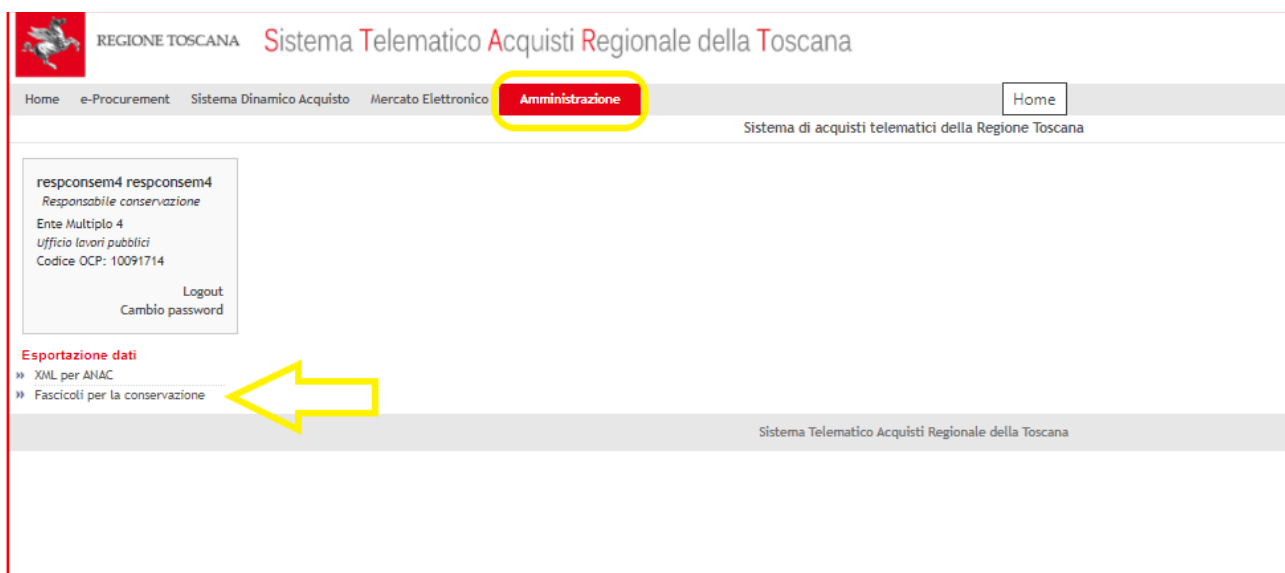 REGIONE TOSCANA Sistema Telematico Acquisti Regionale della Toscana
Home e-Procurement Sistema Dinamico Acquisto Mercato Elettronico Amministrazione Home
Sistema di acquisti telematici della Regione Toscana
respconsem4 respconsem4
Responsabile conservazione
Ente Multiplo 4
Ufficio lavori pubblici
Codice OCP: 10091714
Logout
Cambio password
Esportazione dati
» XML per ANAC
» Fascicoli per la conservazione
Sistema Telematico Acquisti Regionale della Toscana